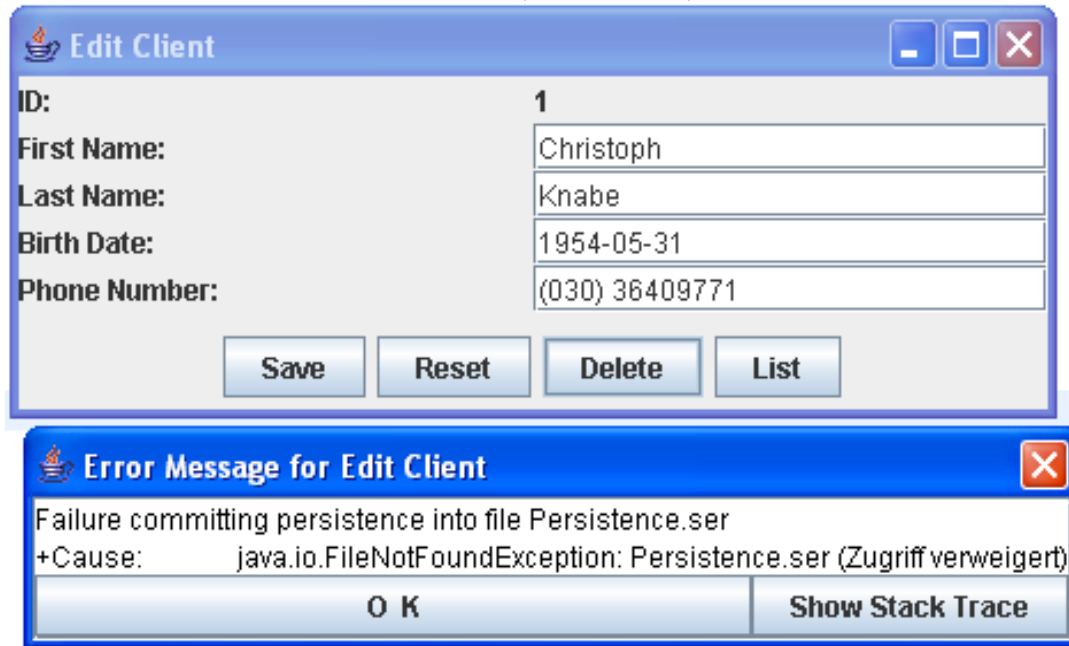 Edit Client
ID: 1
First Name: Christoph
Last Name: Knabe
Birth Date: 1954-05-31
Phone Number: (030) 36409771
Save Reset Delete List
Error Message for Edit Client
Failure committing persistence into file Persistence.ser
+Cause: java.io.FileNotFoundException: Persistence.ser (Zugriff verweigert)
O K Show Stack Trace